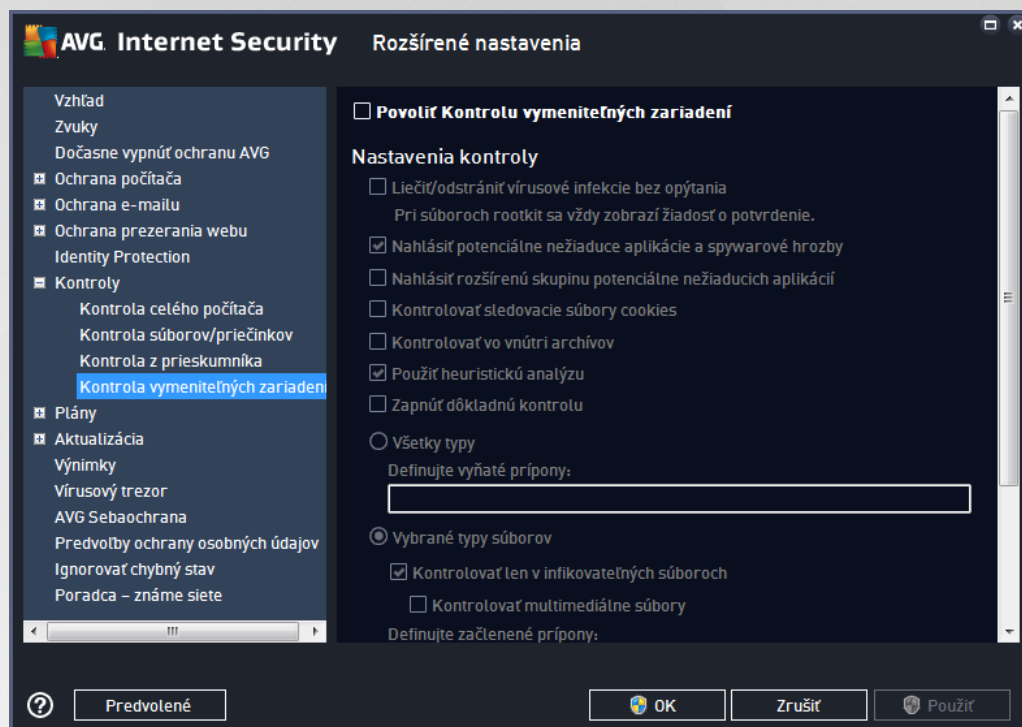 AVG. Internet Security
Rozšírené nastavenia
Vzhľad
Zvuky
Dočasne vypnúť ochranu AVG
Ochrana počítača
Ochrana e-mailu
Ochrana prezerania webu
Identity Protection
Kontroly
Kontrola celého počítača
Kontrola súborov/priečinkov
Kontrola z prieskumníka
Kontrola vymeniteľných zariadení
Plány
Aktualizácia
Výnimky
Vírusový trezor
AVG Sebaochrana
Predvoľby ochrany osobných údajov
Ignorovať chybný stav
Poradca – známe siete
Povoliť Kontrolu vymeniteľných zariadení
Nastavenia kontroly
Liečiť/odstrániť vírusové infekcie bez opýtania
Pri súboroch rootkit sa vždy zobrazí žiadosť o potvrdenie.
Nahlásiť potenciálne nežiaduce aplikácie a spywarové hrozby
Nahlásiť rozšírenú skupinu potenciálne nežiaducich aplikácií
Kontrolovať sledovacie súbory cookies
Kontrolovať vo vnútri archívov
Použiť heuristickú analýzu
Zapnúť dôkladnú kontrolu
Všetky typy
Definujte vyňaté prípony:
Vybrané typy súborov
Kontrolovať len v infikovateľných súboroch
Kontrolovať multimediálne súbory
Definujte začlenené prípony:
Predvolené
OK
Zrušiť
Použiť